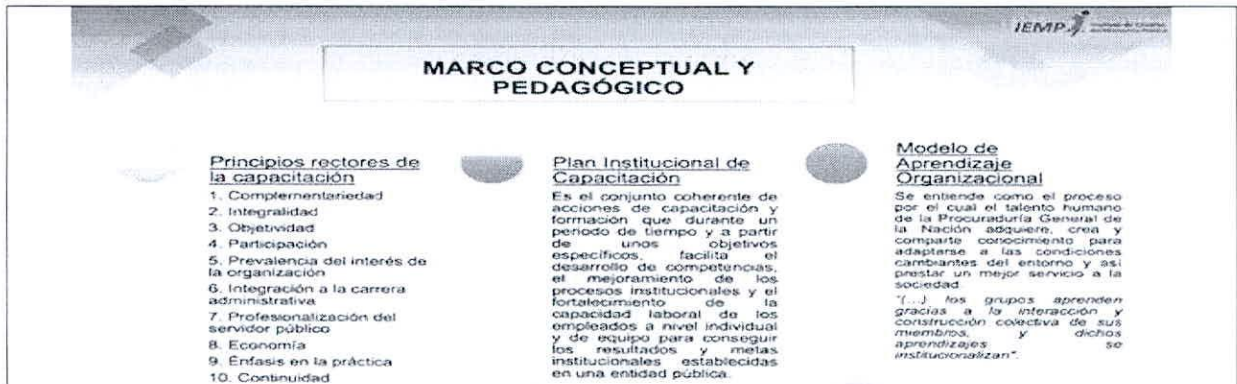 IEMP
MARCO CONCEPTUAL Y
PEDAGÓGICO
Principios rectores de
la capacitación
1. Complementariedad
2. Integralidad
3. Objetividad
4. Participación
5. Prevalencia del interés de
la organización
6. Integración a la carrera
administrativa
7. Profesionalización del
servidor público
8. Economía
9. Énfasis en la práctica
10. Continuidad
Plan Institucional de
Capacitación
Es el conjunto coherente de
acciones de capacitación y
formación que durante un
periodo de tiempo y a partir
de unos objetivos
específicos, facilita el
desarrollo de competencias,
el mejoramiento de los
procesos institucionales y el
fortalecimiento de la
capacidad laboral de los
empleados a nivel individual
y de equipo para conseguir
los resultados y metas
institucionales establecidas
en una entidad pública.
Modelo de
Aprendizaje
Organizacional
Se entiende como el proceso
por el cual el talento humano
de la Procuraduría General de
la Nación adquiere, crea y
comparte conocimiento para
adaptarse a las condiciones
cambiantes del entorno y así
prestar un mejor servicio a la
sociedad.
"(...) los grupos aprenden
gracias a la interacción y
construcción colectiva de sus
miembros, y dichos
aprendizajes se
institucionalizan".